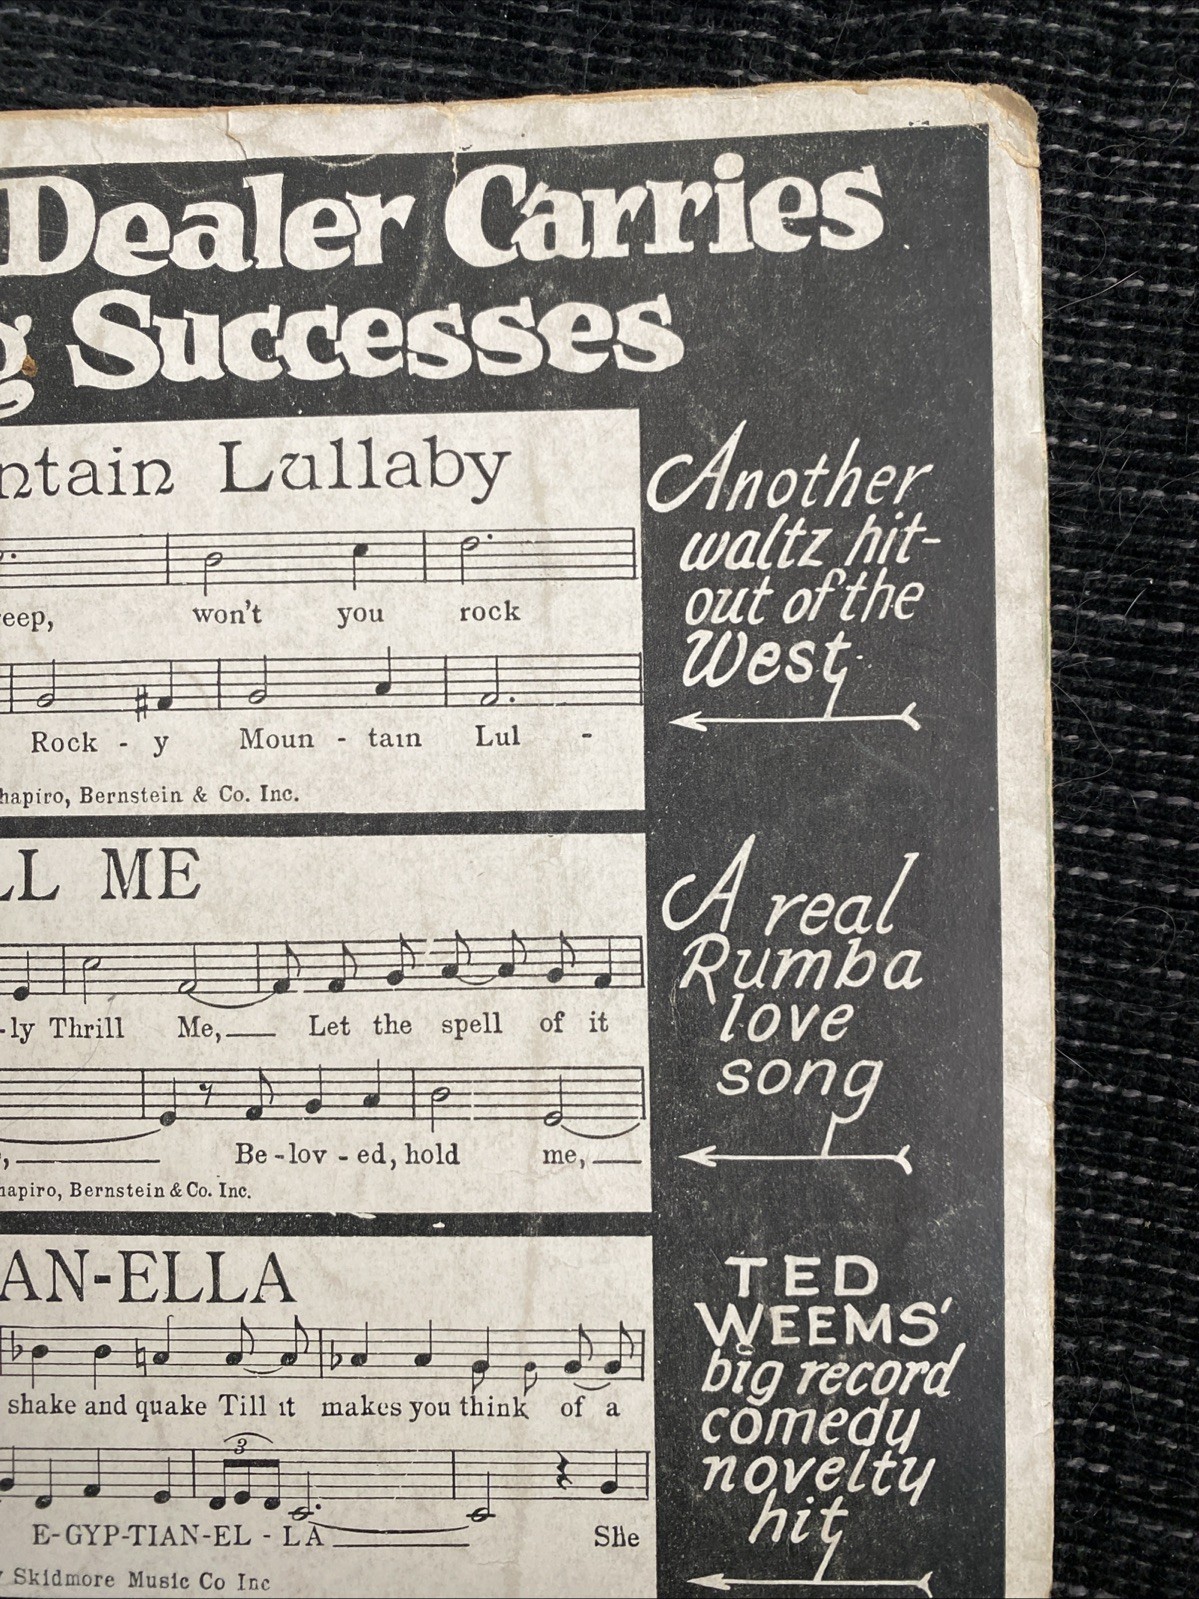 Dealer Carries
g Successes
ntain Lullaby
eep, won't you rock
Rock - y Moun - tain Lul -
hapiro, Bernstein & Co. Inc.
Another
waltz hit-
out of the
West
LL ME
-ly Thrill Me, Let the spell of it
Be - lov - ed, hold me,
hapiro, Bernstein & Co. Inc.
A real
Rumba
love
song
AN-ELLA
shake and quake Till it makes you think of a
3
E-GYP-TIAN-EL - LA She
Skidmore Music Co Inc
TED
WEEMS'
big record
comedy
novelty
hit